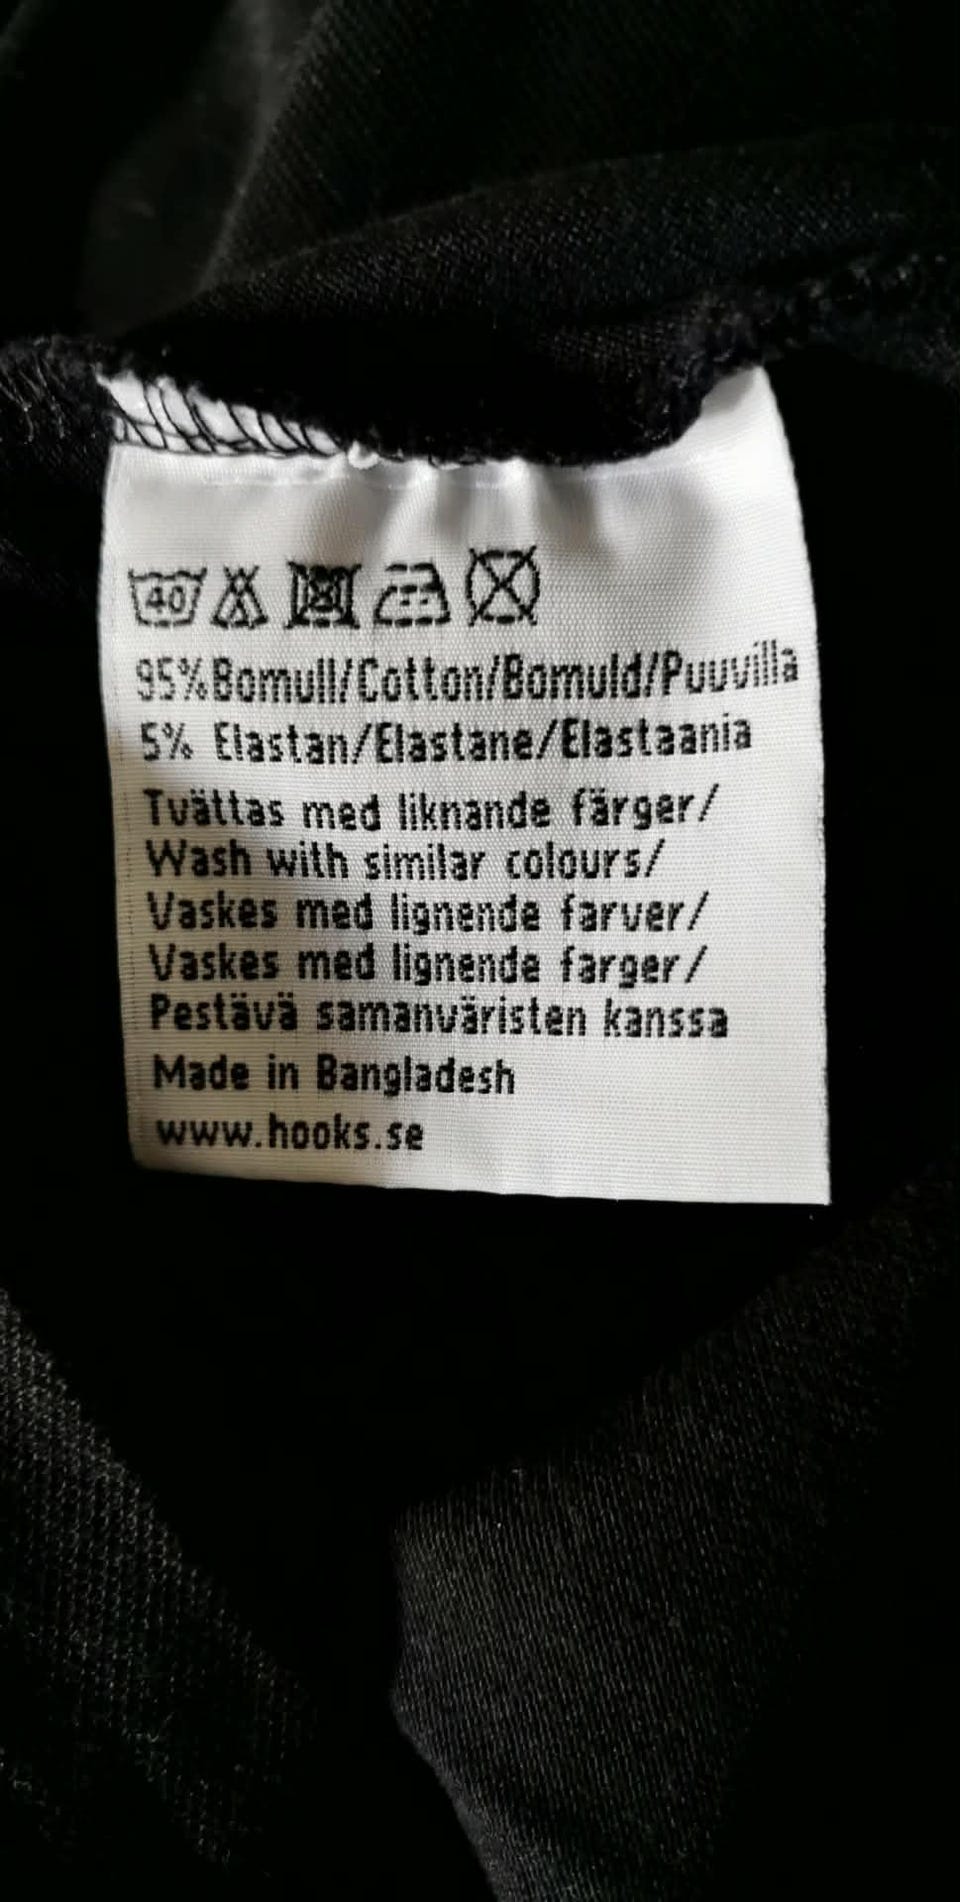 40
95%Bomull/Cotton/Bomuld/Puuvilla
5% Elastan/Elastane/Elastaania
Tvättas med liknande färger/
Wash with similar colours/
Vaskes med lignende farver/
Vaskes med lignende farger/
Pestävä samanväristen kanssa
Made in Bangladesh
www.hooks.se